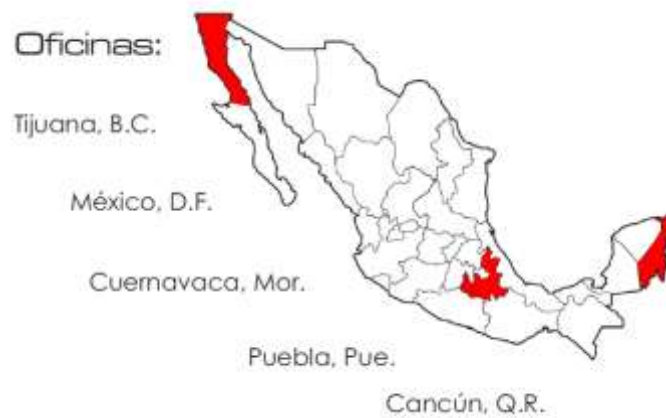 Oficinas:
Tijuana, B.C.
México, D.F.
Cuernavaca, Mor.
Puebla, Pue.
Cancún, Q.R.